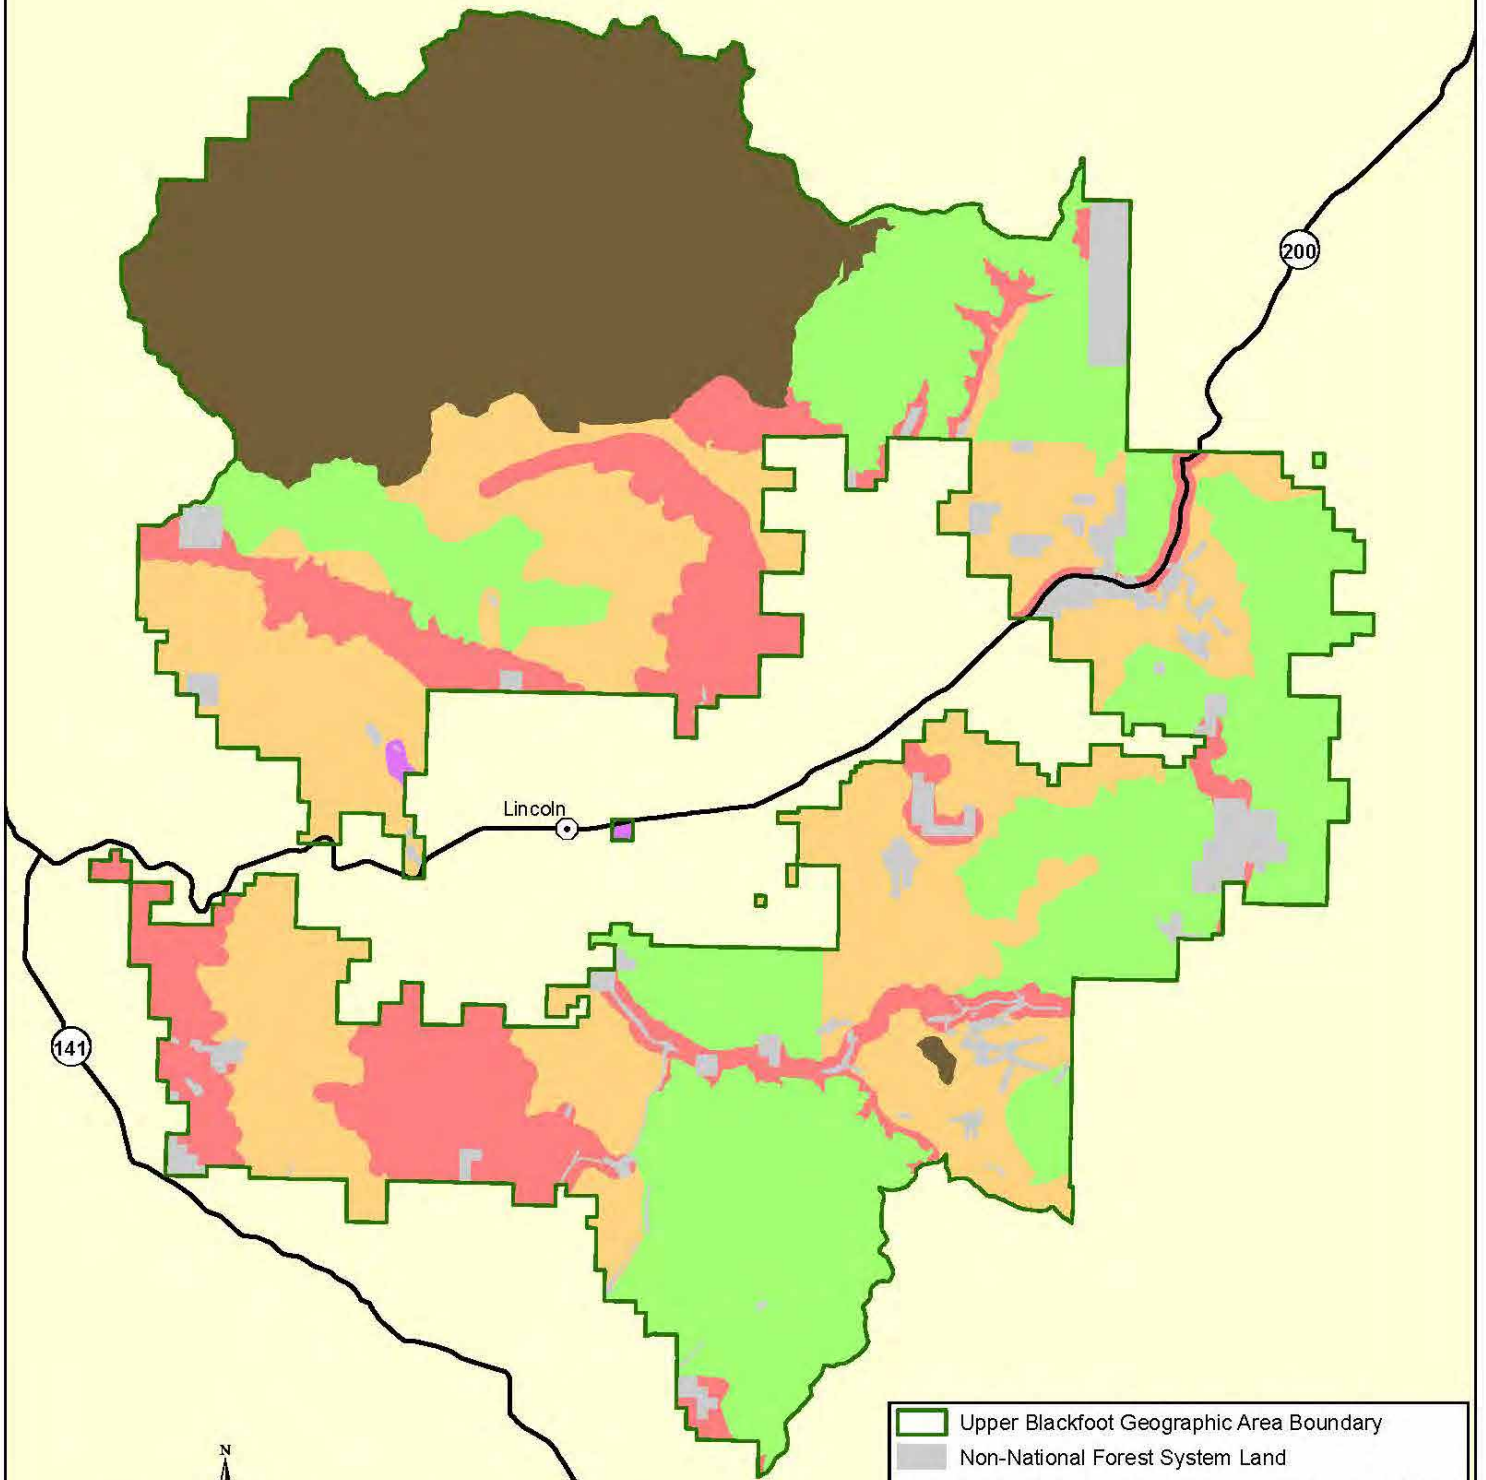 200
Lincoln
141
Upper Blackfoot Geographic Area Boundary
Non-National Forest System Land
N